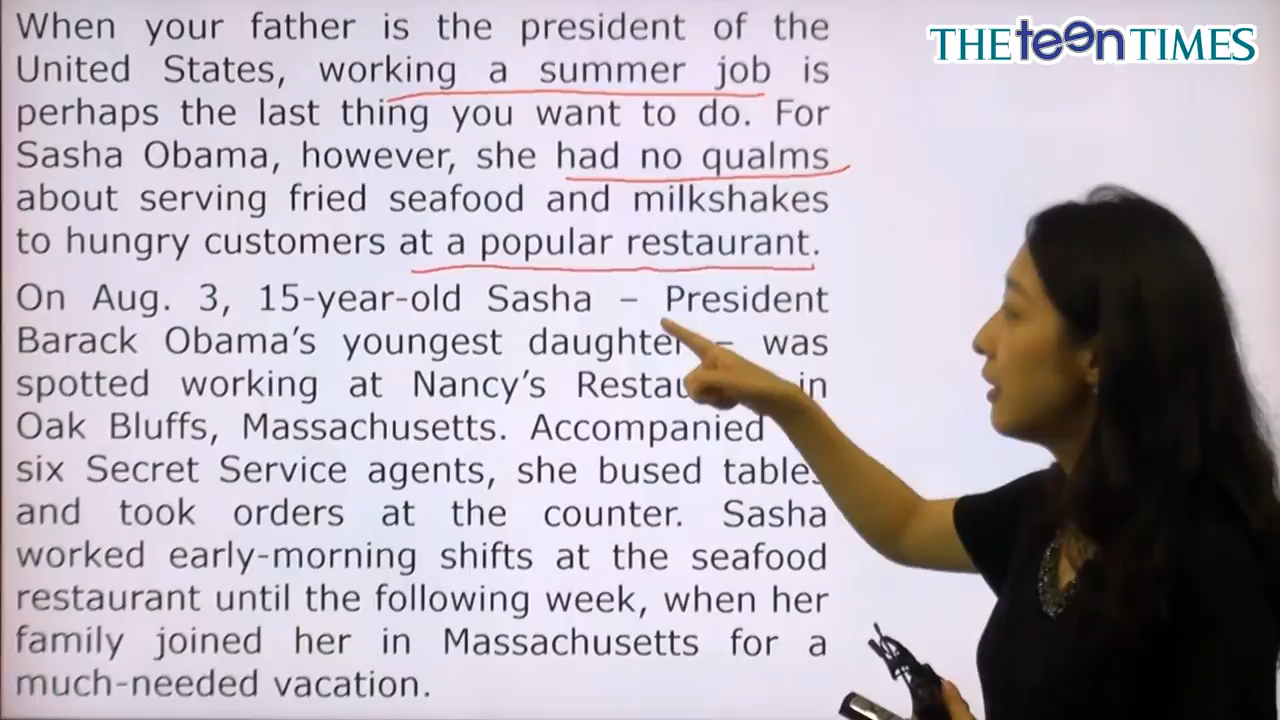 When your father is the president of the
United States, working a summer job is
perhaps the last thing you want to do. For
Sasha Obama, however, she had no qualms
about serving fried seafood and milkshakes
to hungry customers at a popular restaurant.
On Aug. 3, 15-year-old Sasha – President
Barack Obama's youngest daughter – was
spotted working at Nancy's in
Oak Bluffs, Massachusetts. Accompanied
six Secret Service agents, she bused tables
and took orders at the counter. Sasha
worked early-morning shifts at the seafood
restaurant until the following week, when her
family joined her in Massachusetts for a
much-needed vacation.
THE teen TIMES